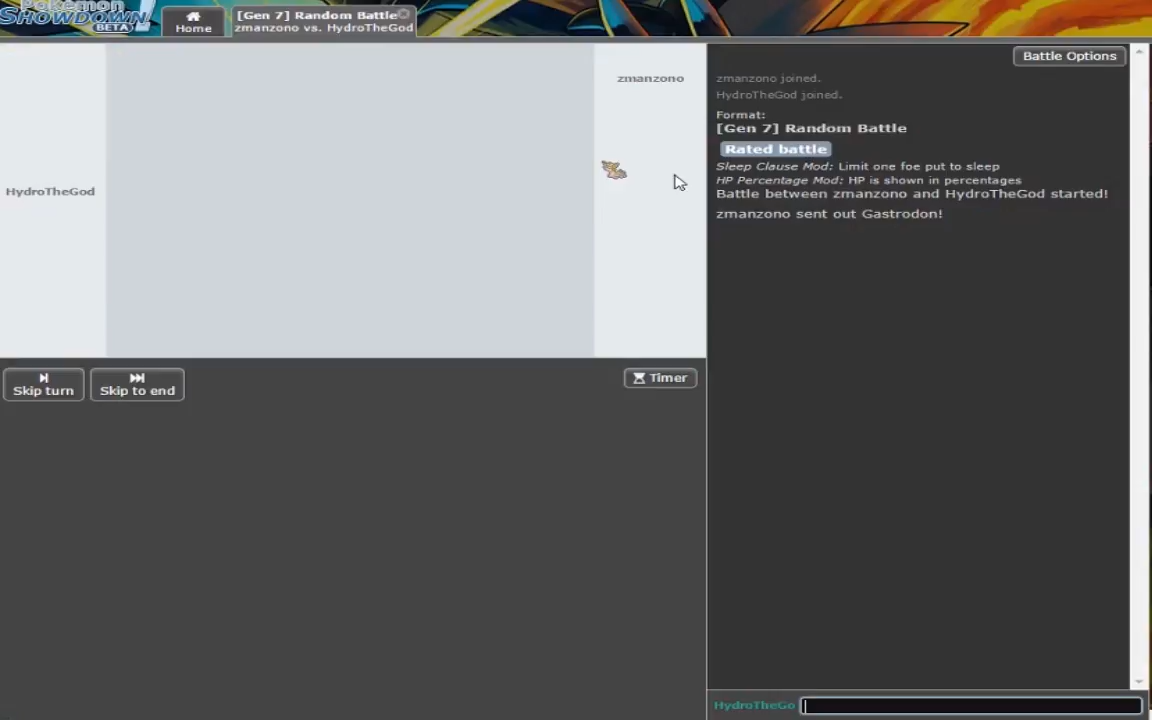 Pokémon
SHOWDOWN
BETA
Home
[Gen 7] Random Battle
zmanzono vs. HydroTheGod
HydroTheGod
zmanzono
Skip turn
Skip to end
Timer
Battle Options
zmanzono joined.
HydroTheGod joined.
Format:
[Gen 7] Random Battle
Rated battle
Sleep Clause Mod: Limit one foe put to sleep
HP Percentage Mod: HP is shown in percentages
Battle between zmanzono and HydroTheGod started!
zmanzono sent out Gastrodon!
HydroTheGo